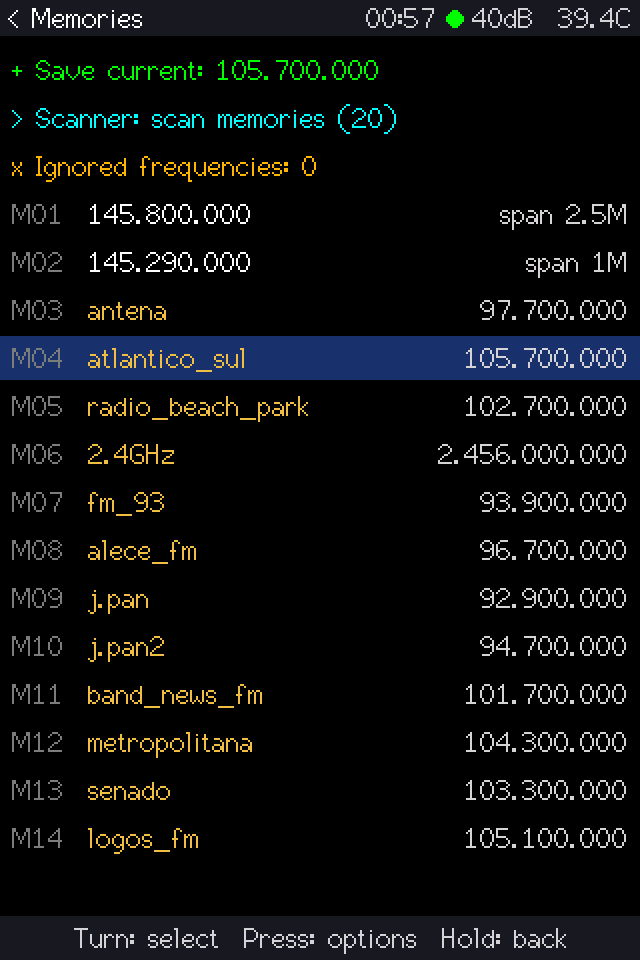 < Memories 00:57 40dB 39.4C
+ Save current: 105.700.000
> Scanner: scan memories (20)
x Ignored frequencies: 0
M01 145.800.000 span 2.5M
M02 145.290.000 span 1M
M03 antena 97.700.000
M04 atlantico_sul 105.700.000
M05 radio_beach_park 102.700.000
M06 2.4GHz 2.456.000.000
M07 fm_93 93.900.000
M08 alece_fm 96.700.000
M09 j.pan 92.900.000
M10 j.pan2 94.700.000
M11 band_news_fm 101.700.000
M12 metropolitana 104.300.000
M13 senado 103.300.000
M14 logos_fm 105.100.000
Turn: select Press: options Hold: back